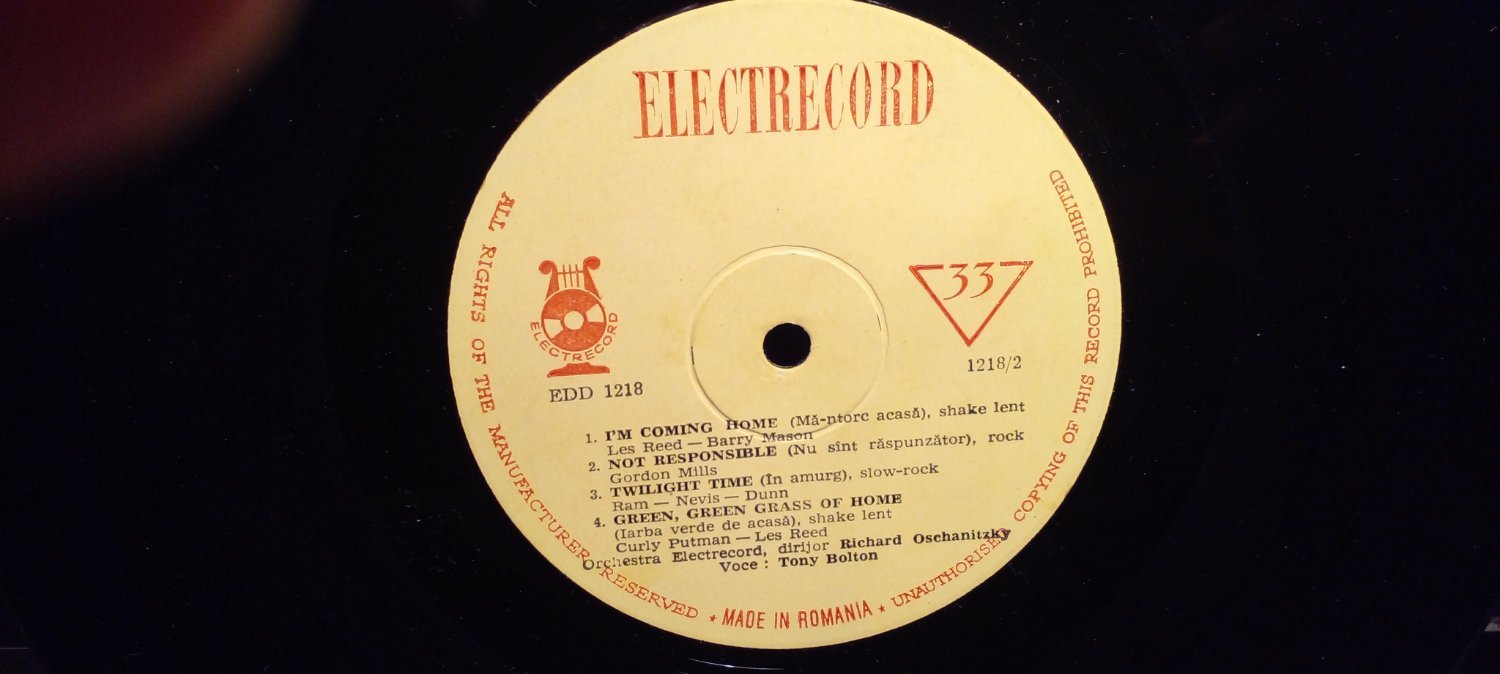 ELECTRECORD
33
ELECTRECORD
EDD 1218
1218/2
1. I'M COMING HOME (Mă-ntorc acasă), shake lent
Les Reed — Barry Mason
2. NOT RESPONSIBLE (Nu sînt răspunzător), rock
Gordon Mills
3. TWILIGHT TIME (În amurg), slow-rock
Ram — Nevis — Dunn
4. GREEN, GREEN GRASS OF HOME
(Iarba verde de acasă), shake lent
Curly Putman — Les Reed
Orchestra Electrecord, dirijor Richard Oschanitzky
Voce : Tony Bolton
ALL RIGHTS OF THE MANUFACTURER RESERVED ★ MADE IN ROMANIA ★ UNAUTHORISED COPYING OF THIS RECORD PROHIBITED